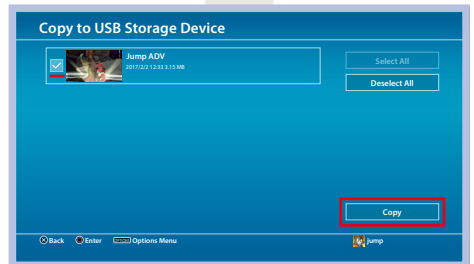 Copy to USB Storage Device
Jump ADV
2017/2/2 12:33 3.15 MB
Select All
Deselect All
Copy
Back Enter OPTIONS Options Menu
jump